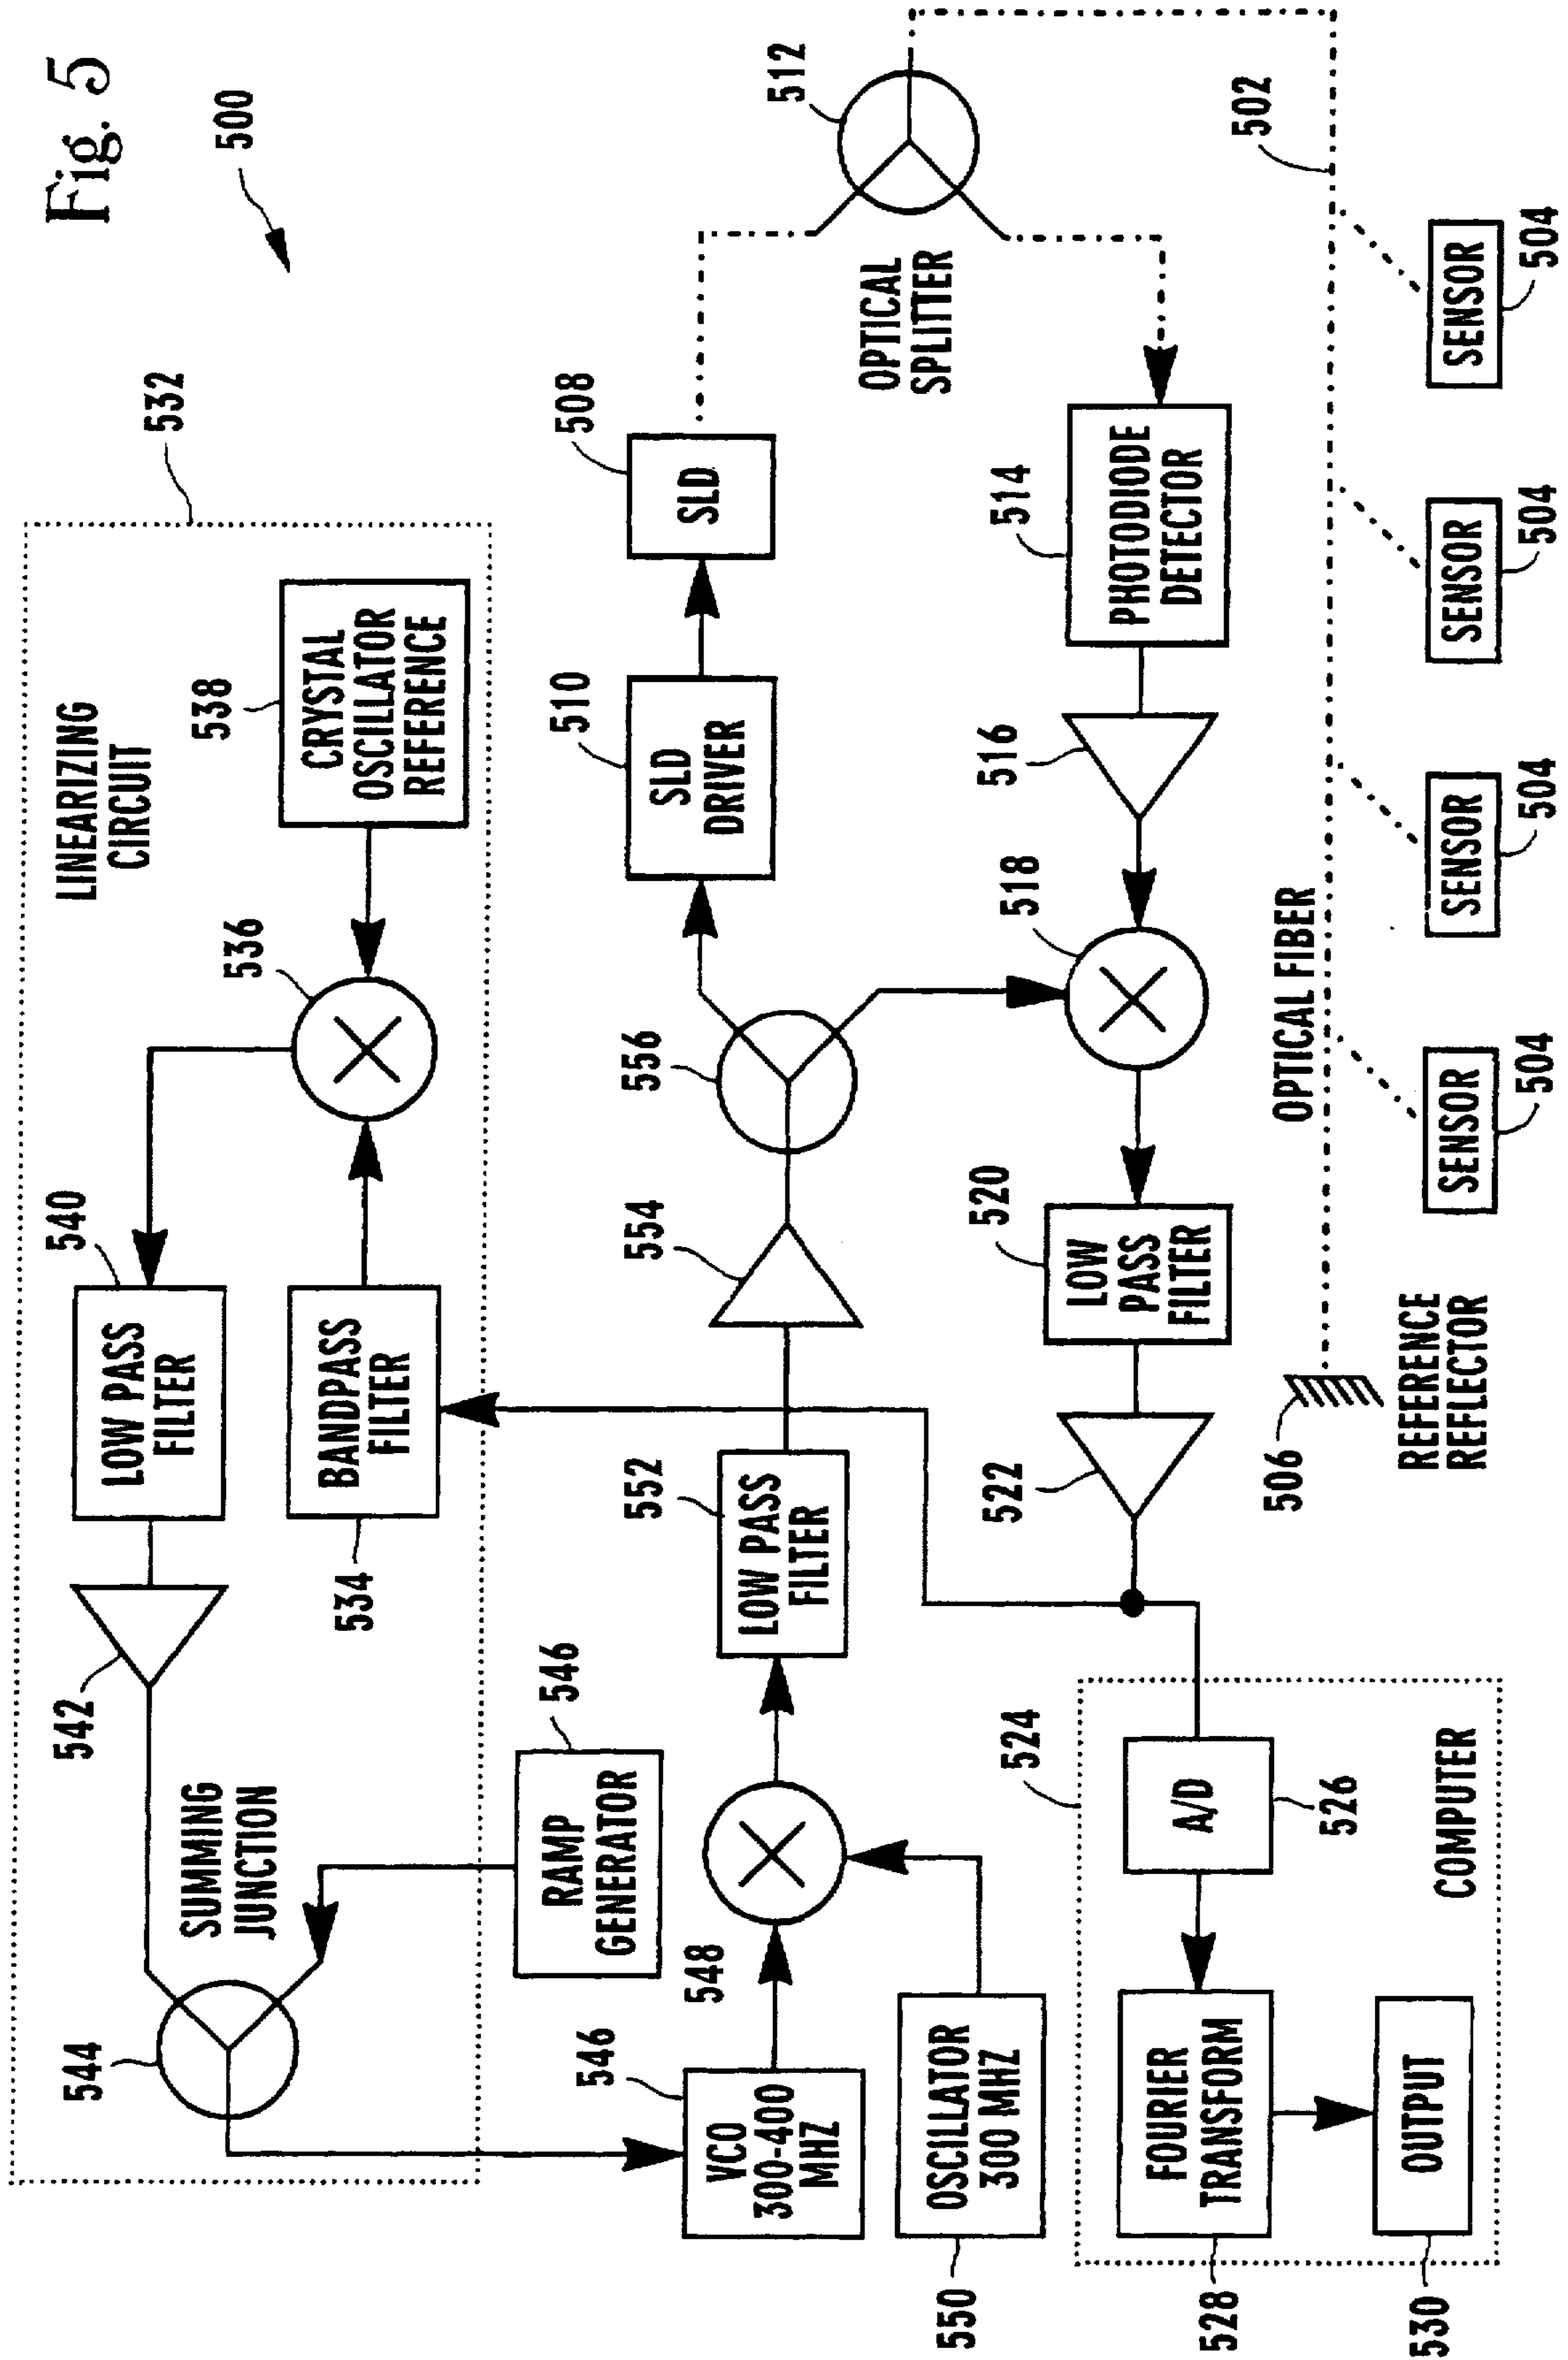 Fig. 5
500
532
LINEARIZING
CIRCUIT
538
CRYSTAL
OSCILLATOR
REFERENCE
536
540
LOW PASS
FILTER
BANDPASS
FILTER
534
542
SUMMING
JUNCTION
544
546
RAMP
GENERATOR
546
VCO
300-400
MHZ
548
OSCILLATOR
300 MHZ
550
552
LOW PASS
FILTER
554
556
510
SLD
DRIVER
508
SLD
512
OPTICAL
SPLITTER
514
PHOTODIODE
DETECTOR
516
518
520
LOW
PASS
FILTER
522
524
A/D
526
COMPUTER
FOURIER
TRANSFORM
528
OUTPUT
530
502
OPTICAL FIBER
506
REFERENCE
REFLECTOR
SENSOR
504
SENSOR
504
SENSOR
504
SENSOR
504